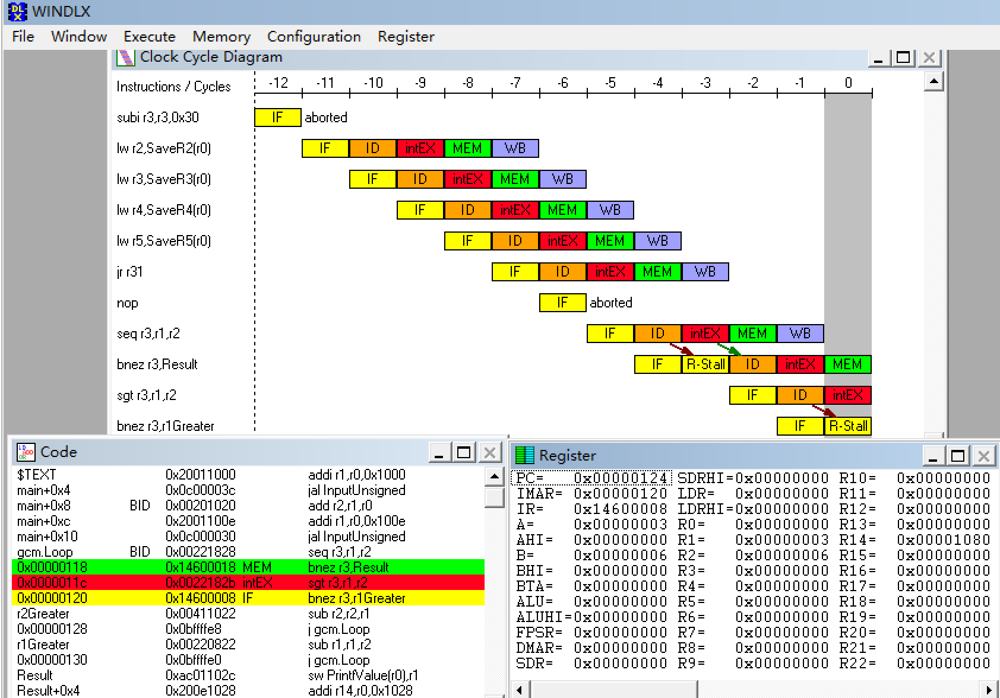 WINDLX
File Window Execute Memory Configuration Register
Clock Cycle Diagram
Instructions / Cycles -12 -11 -10 -9 -8 -7 -6 -5 -4 -3 -2 -1 0
subi r3,r3,0x30 IF aborted
lw r2,SaveR2(r0) IF ID intEX MEM WB
lw r3,SaveR3(r0) IF ID intEX MEM WB
lw r4,SaveR4(r0) IF ID intEX MEM WB
lw r5,SaveR5(r0) IF ID intEX MEM WB
jr r31 IF ID intEX MEM WB
nop IF aborted
seq r3,r1,r2 IF ID intEX MEM WB
bnez r3,Result IF R-Stall ID intEX MEM
sgt r3,r1,r2 IF ID intEX
bnez r3,r1Greater IF R-Stall
Code
$TEXT 0x20011000 addi r1,r0,0x1000
main+0x4 0x0c00003c jal InputUnsigned
main+0x8 BID 0x00201020 add r2,r1,r0
main+0xc 0x2001100e addi r1,r0,0x100e
main+0x10 0x0c000030 jal InputUnsigned
gcm.Loop BID 0x00221828 seq r3,r1,r2
0x00000118 0x14600018 MEM bnez r3,Result
0x0000011c 0x0022182b intEX sgt r3,r1,r2
0x00000120 0x14600008 IF bnez r3,r1Greater
r2Greater 0x00411022 sub r2,r2,r1
0x00000128 0x0bffffe8 j gcm.Loop
r1Greater 0x00220822 sub r1,r1,r2
0x00000130 0x0bffffe0 j gcm.Loop
Result 0xac01102c sw PrintfValue(r0),r1
Result+0x4 0x200e1028 addi r14,r0,0x1028
Register
PC= 0x00000124 SDRHI=0x00000000 R10= 0x00000000
IMAR= 0x00000120 LDR= 0x00000000 R11= 0x00000000
IR= 0x14600008 LDRHI=0x00000000 R12= 0x00000000
A= 0x00000003 R0= 0x00000000 R13= 0x00000000
AHI= 0x00000000 R1= 0x00000003 R14= 0x00001080
B= 0x00000006 R2= 0x00000006 R15= 0x00000000
BHI= 0x00000000 R3= 0x00000000 R16= 0x00000000
BTA= 0x00000000 R4= 0x00000000 R17= 0x00000000
ALU= 0x00000000 R5= 0x00000000 R18= 0x00000000
ALUHI=0x00000000 R6= 0x00000000 R19= 0x00000000
FPSR= 0x00000000 R7= 0x00000000 R20= 0x00000000
DMAR= 0x00000000 R8= 0x00000000 R21= 0x00000000
SDR= 0x00000000 R9= 0x00000000 R22= 0x00000000